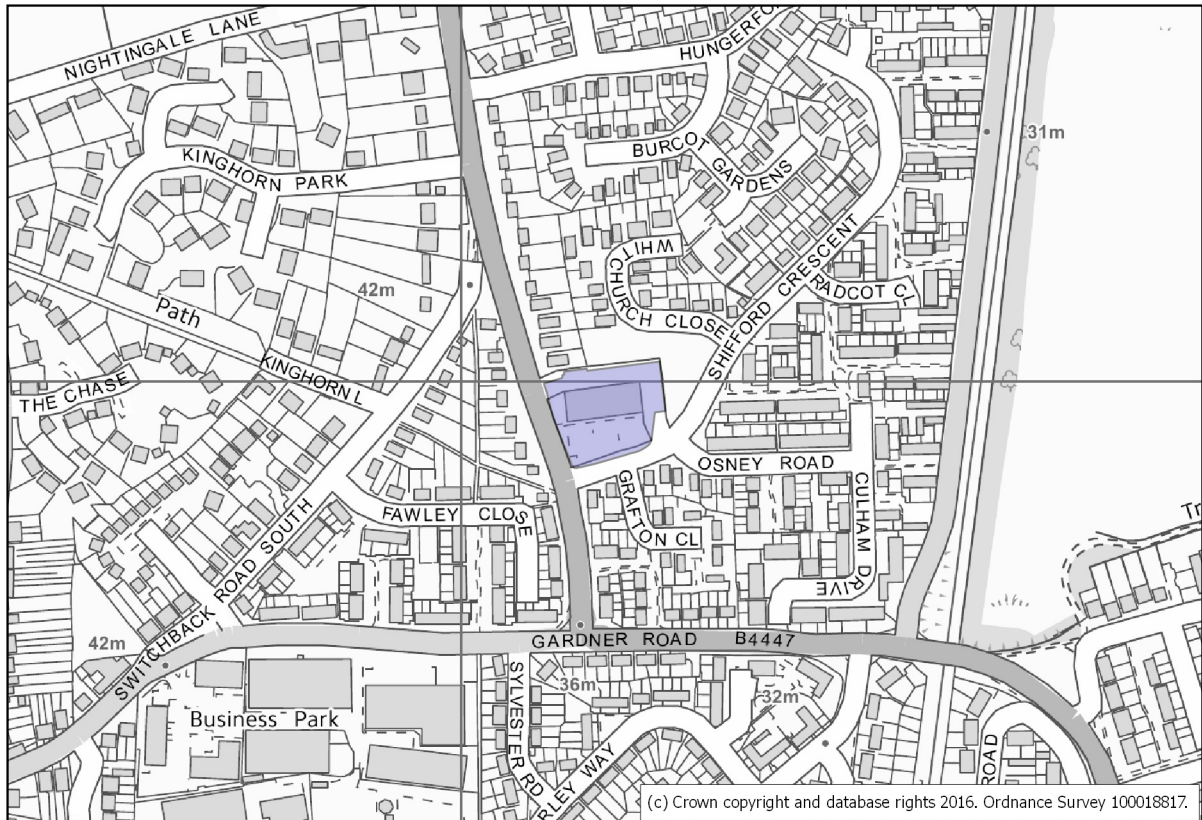 NIGHTINGALE LANE
HUNGERFO
KINGHORN PARK
BURCOT GARDENS
WHITCHURCH CLOSE
SHIFFORD CRESCENT
RADCOT CL
31m
42m
Path
KINGHORN L
THE CHASE
OSNEY ROAD
GRAFTON CL
CULHAM DRIVE
FAWLEY CLOSE
SWITCHBACK ROAD SOUTH
Tr
42m
GARDNER ROAD B4447
36m
32m
Business Park
SYLVESTER RD
RLEY WAY
ROAD
(c) Crown copyright and database rights 2016. Ordnance Survey 100018817.